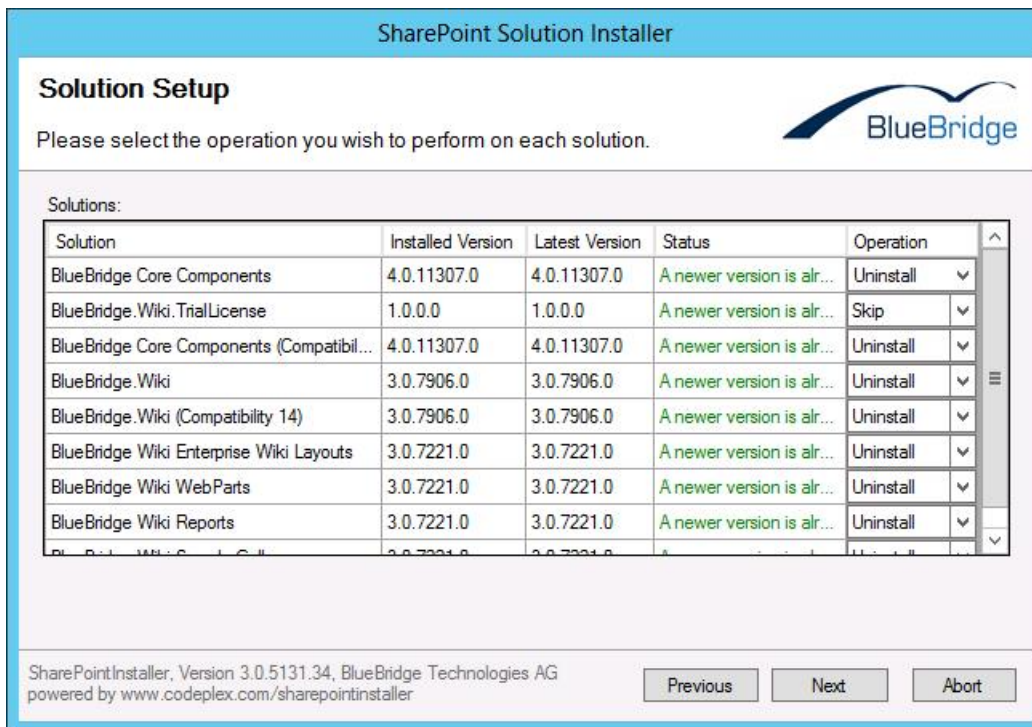 SharePoint Solution Installer
Solution Setup
Please select the operation you wish to perform on each solution.
BlueBridge
Solutions:
Solution Installed Version Latest Version Status Operation
BlueBridge Core Components 4.0.11307.0 4.0.11307.0 A newer version is alr... Uninstall
BlueBridge.Wiki.TrialLicense 1.0.0.0 1.0.0.0 A newer version is alr... Skip
BlueBridge Core Components (Compatibil... 4.0.11307.0 4.0.11307.0 A newer version is alr... Uninstall
BlueBridge.Wiki 3.0.7906.0 3.0.7906.0 A newer version is alr... Uninstall
BlueBridge.Wiki (Compatibility 14) 3.0.7906.0 3.0.7906.0 A newer version is alr... Uninstall
BlueBridge Wiki Enterprise Wiki Layouts 3.0.7221.0 3.0.7221.0 A newer version is alr... Uninstall
BlueBridge Wiki WebParts 3.0.7221.0 3.0.7221.0 A newer version is alr... Uninstall
BlueBridge Wiki Reports 3.0.7221.0 3.0.7221.0 A newer version is alr... Uninstall
SharePointInstaller, Version 3.0.5131.34, BlueBridge Technologies AG
powered by www.codeplex.com/sharepointinstaller
Previous Next Abort